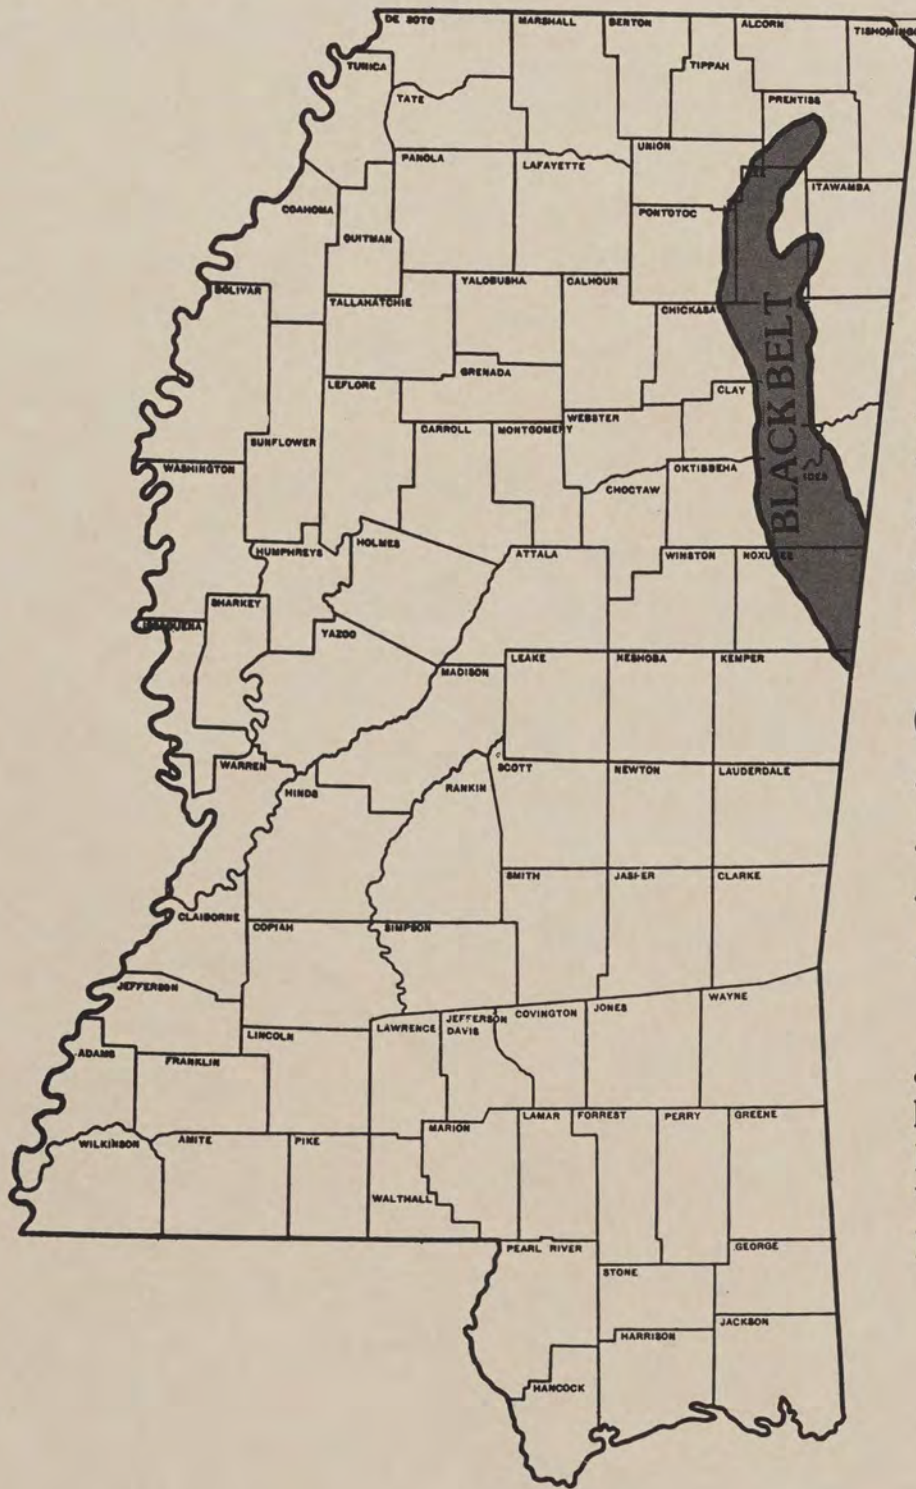 DE SOTO
MARSHALL
BENTON
ALCORN
TISHOMINGO
TUNICA
TIPPAH
TATE
PRENTISS
UNION
PANOLA
LAFAYETTE
ITAWAMBA
COAHOMA
PONTOTOC
QUITMAN
BOLIVAR
YALOBUSHA
CALHOUN
TALLAHATCHIE
CHICKASA
BLACK BELT
GRENADA
LEFLORE
CLAY
WEBSTER
CARROLL
MONTGOMERY
SUNFLOWER
WASHINGTON
OKTIBBEHA
CHOCTAW
HUMPHREYS
HOLMES
ATTALA
WINSTON
SHARKEY
YAZOO
LEAKE
NESHOBA
KEMPER
MADISON
WARREN
SCOTT
NEWTON
LAUDERDALE
RANKIN
HINDS
SMITH
JASPER
CLARKE
CLAIBORNE
COPIAH
SIMPSON
JEFFERSON
WAYNE
COVINGTON
JONES
JEFFERSON
DAVIS
LAWRENCE
LINCOLN
ADAMS
FRANKLIN
LAMAR
FORREST
PERRY
GREENE
MARION
WILKINSON
AMITE
PIKE
WALTHALL
PEARL RIVER
GEORGE
STONE
JACKSON
HARRISON
HANCOCK